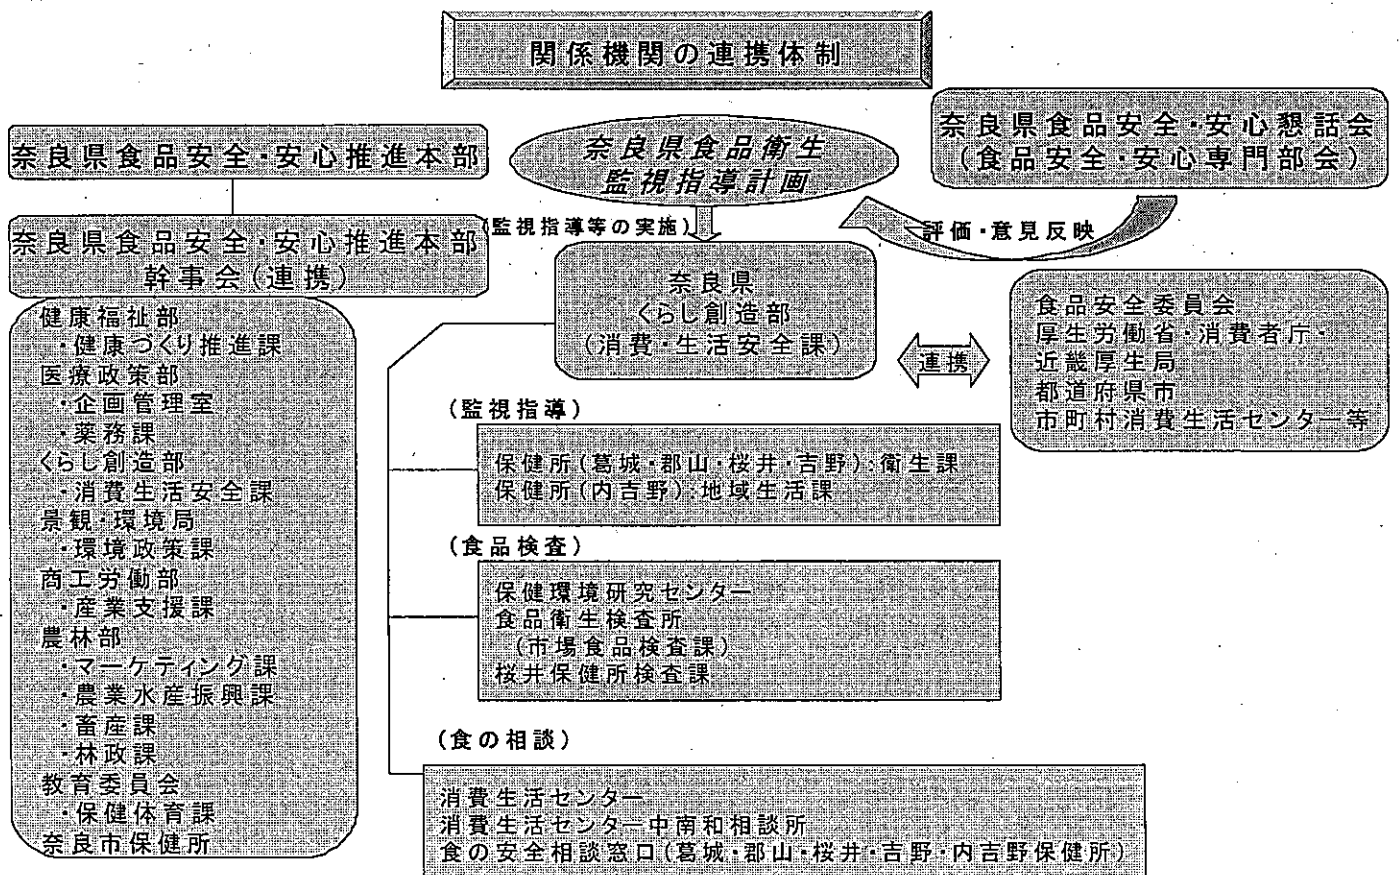 関係機関の連携体制
奈良県食品安全・安心推進本部
奈良県食品衛生
監視指導計画
奈良県食品安全・安心懇話会
(食品安全・安心専門部会)
奈良県食品安全・安心推進本部
幹事会(連携)
(監視指導等の実施)
評価・意見反映
奈良県
くらし創造部
(消費・生活安全課)
連携
食品安全委員会
厚生労働省・消費者庁・
近畿厚生局
都道府県市
市町村消費生活センター等
健康福祉部
・健康づくり推進課
医療政策部
・企画管理室
・薬務課
くらし創造部
・消費生活安全課
景観・環境局
・環境政策課
商工労働部
・産業支援課
農林部
・マーケティング課
・農業水産振興課
・畜産課
・林政課
教育委員会
・保健体育課
奈良市保健所
(監視指導)
保健所(葛城・郡山・桜井・吉野):衛生課
保健所(内吉野):地域生活課
(食品検査)
保健環境研究センター
食品衛生検査所
(市場食品検査課)
桜井保健所検査課
(食の相談)
消費生活センター
消費生活センター中南和相談所
食の安全相談窓口(葛城・郡山・桜井・吉野・内吉野保健所)